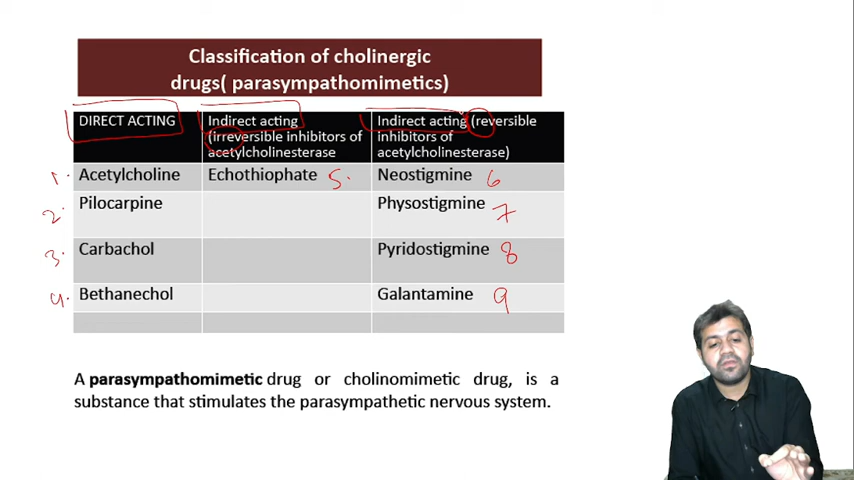 Classification of cholinergic
drugs( parasympathomimetics)
DIRECT ACTING
Indirect acting
(irreversible inhibitors of
acetylcholinesterase
Indirect acting (reversible
inhibitors of
acetylcholinesterase)
1. Acetylcholine
Echothiophate 5.
Neostigmine 6
2. Pilocarpine
Physostigmine 7
3. Carbachol
Pyridostigmine 8
4. Bethanechol
Galantamine 9
A parasympathomimetic drug or cholinomimetic drug, is a
substance that stimulates the parasympathetic nervous system.